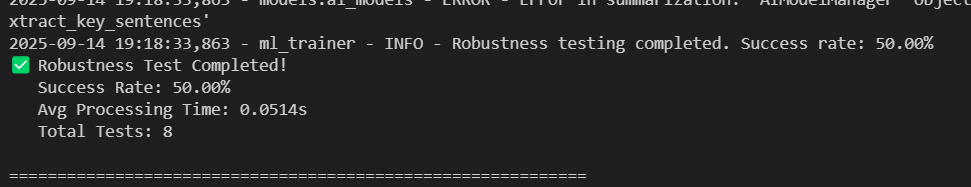 2025-09-14 19:18:33,863 - models.ai_models - ERROR - Error in summarization: 'AIModelManager' object
xtract_key_sentences'
2025-09-14 19:18:33,863 - ml_trainer - INFO - Robustness testing completed. Success rate: 50.00%
✅ Robustness Test Completed!
Success Rate: 50.00%
Avg Processing Time: 0.0514s
Total Tests: 8
============================================================